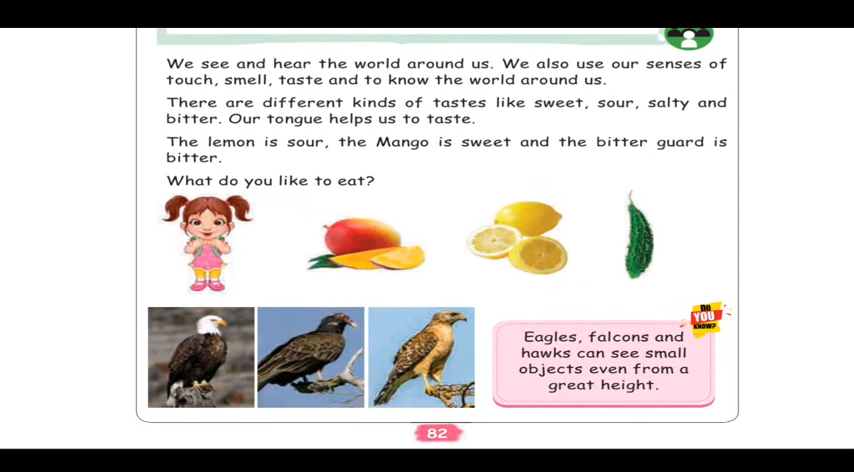 We see and hear the world around us. We also use our senses of
touch, smell, taste and to know the world around us.
There are different kinds of tastes like sweet, sour, salty and
bitter. Our tongue helps us to taste.
The lemon is sour, the Mango is sweet and the bitter guard is
bitter.
What do you like to eat?
Do
YOU
KNOW?
Eagles, falcons and
hawks can see small
objects even from a
great height.
82